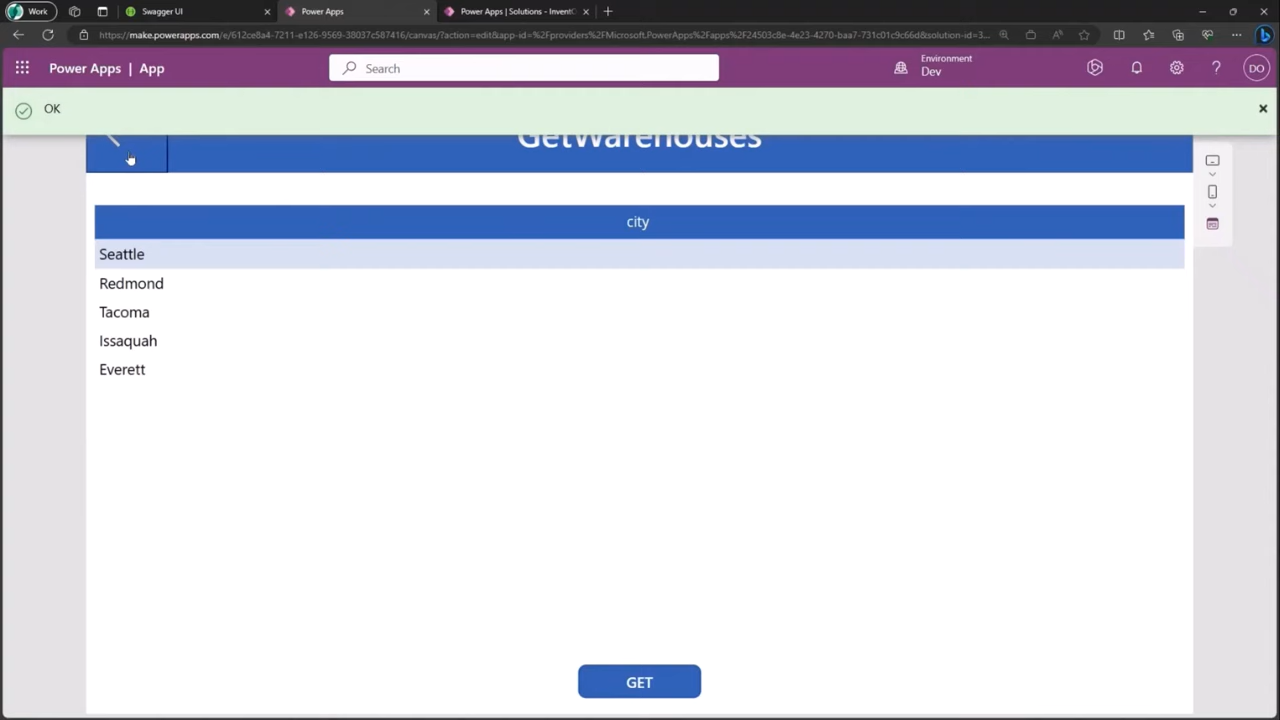 Work
Swagger UI
Power Apps
Power Apps | Solutions - InventC
https://make.powerapps.com/e/612ce8a4-7211-e126-9569-38037c587416/canvas/?action=edit&app-id=%2Fproviders%2FMicrosoft.PowerApps%2Fapps%2F24503c8e-4e23-4270-baa7-731c01c9c66d&solution-id=3...
Power Apps | App
Search
Environment
Dev
DO
OK
GetWarehouses
city
Seattle
Redmond
Tacoma
Issaquah
Everett
GET